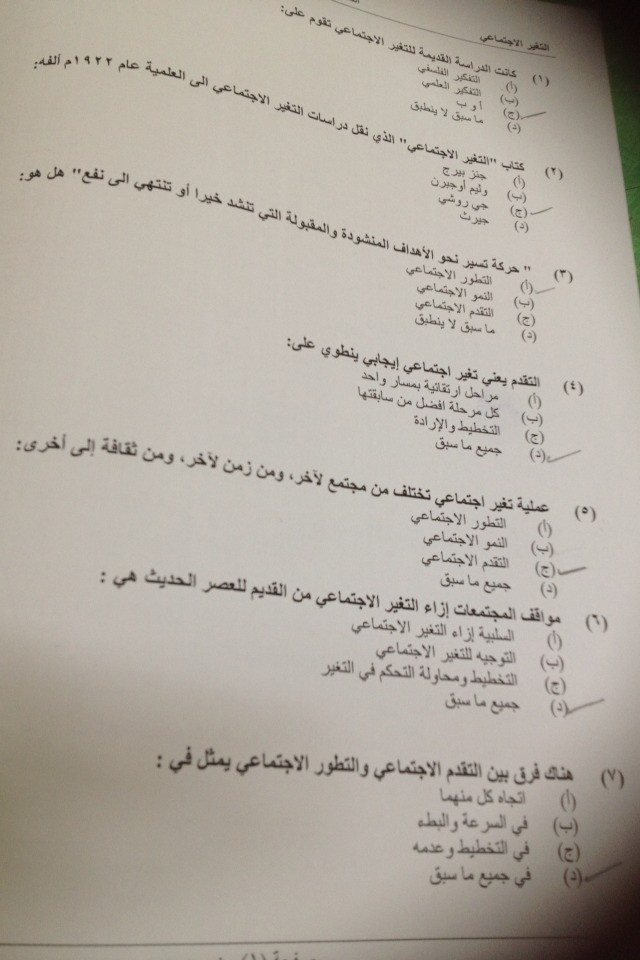 التغير الاجتماعي
(١) كانت الدراسة القديمة للتغير الاجتماعي تقوم على:
(أ) التفكير الفلسفي
(ب) التفكير العلمي
(ج) أ و ب
(د) ما سبق لا ينطبق
(٢) كتاب "التغير الاجتماعي" الذي نقل دراسات التغير الاجتماعي الى العلمية عام ١٩٢٢م ألفه:
(أ) جنز بيرج
(ب) وليم أوجبرن
(ج) جي روشي
(د) جيرث
(٣) " حركة تسير نحو الأهداف المنشودة والمقبولة التي تنشد خيرا أو تنتهي الى نفع" هل هو:
(أ) التطور الاجتماعي
(ب) النمو الاجتماعي
(ج) التقدم الاجتماعي
(د) ما سبق لا ينطبق
(٤) التقدم يعني تغير اجتماعي إيجابي ينطوي على:
(أ) مراحل ارتقائية بمسار واحد
(ب) كل مرحلة افضل من سابقتها
(ج) التخطيط والإرادة
(د) جميع ما سبق
(٥) عملية تغير اجتماعي تختلف من مجتمع لآخر، ومن زمن لآخر، ومن ثقافة إلى أخرى:
(أ) التطور الاجتماعي
(ب) النمو الاجتماعي
(ج) التقدم الاجتماعي
(د) جميع ما سبق
(٦) مواقف المجتمعات إزاء التغير الاجتماعي من القديم للعصر الحديث هي :
(أ) السلبية إزاء التغير الاجتماعي
(ب) التوجيه للتغير الاجتماعي
(ج) التخطيط ومحاولة التحكم في التغير
(د) جميع ما سبق
(٧) هناك فرق بين التقدم الاجتماعي والتطور الاجتماعي يمثل في :
(أ) اتجاه كل منهما
(ب) في السرعة والبطء
(ج) في التخطيط وعدمه
(د) في جميع ما سبق